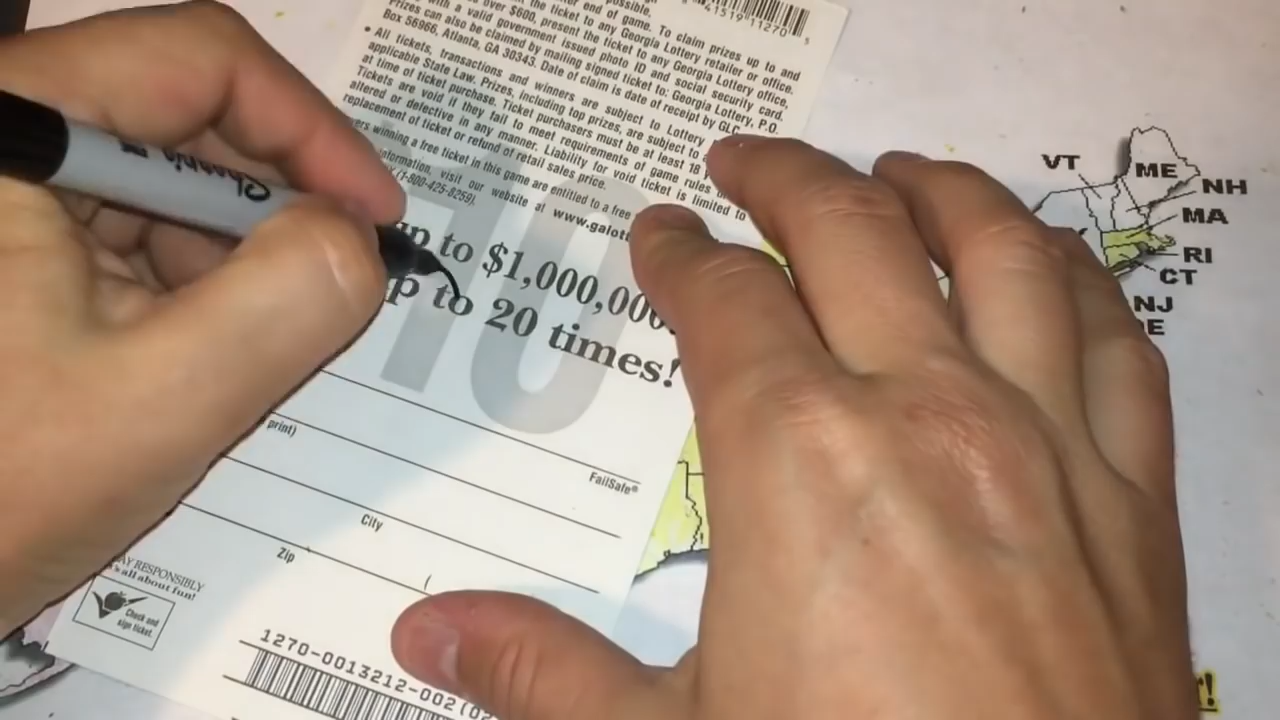 possible.
er end of game. To claim prizes up to and
the ticket to any Georgia Lottery retailer or office.
over $600, present the ticket to any Georgia Lottery office,
with a valid government issued photo ID and social security card.
Prizes can also be claimed by mailing signed ticket to: Georgia Lottery, P.O.
Box 56966, Atlanta, GA 30343. Date of claim is date of receipt by GLC.
• All tickets, transactions and winners are subject to Lottery
applicable State Law. Prizes, including top prizes, are subject to
at time of ticket purchase. Ticket purchasers must be at least 18
Tickets are void if they fail to meet requirements of game rules
altered or defective in any manner. Liability for void ticket is limited to
replacement of ticket or refund of retail sales price.
ers winning a free ticket in this game are entitled to a free
information, visit our website at www.galott
(1-800-425-8259).
10
up to $1,000,000
up to 20 times!
FailSafe®
print)
City
Zip
(
AY RESPONSIBLY
It's all about fun!
Check and
sign ticket.
1270-0013212-002(02
Sharpie
VT
ME
NH
MA
RI
CT
NJ
DE
!